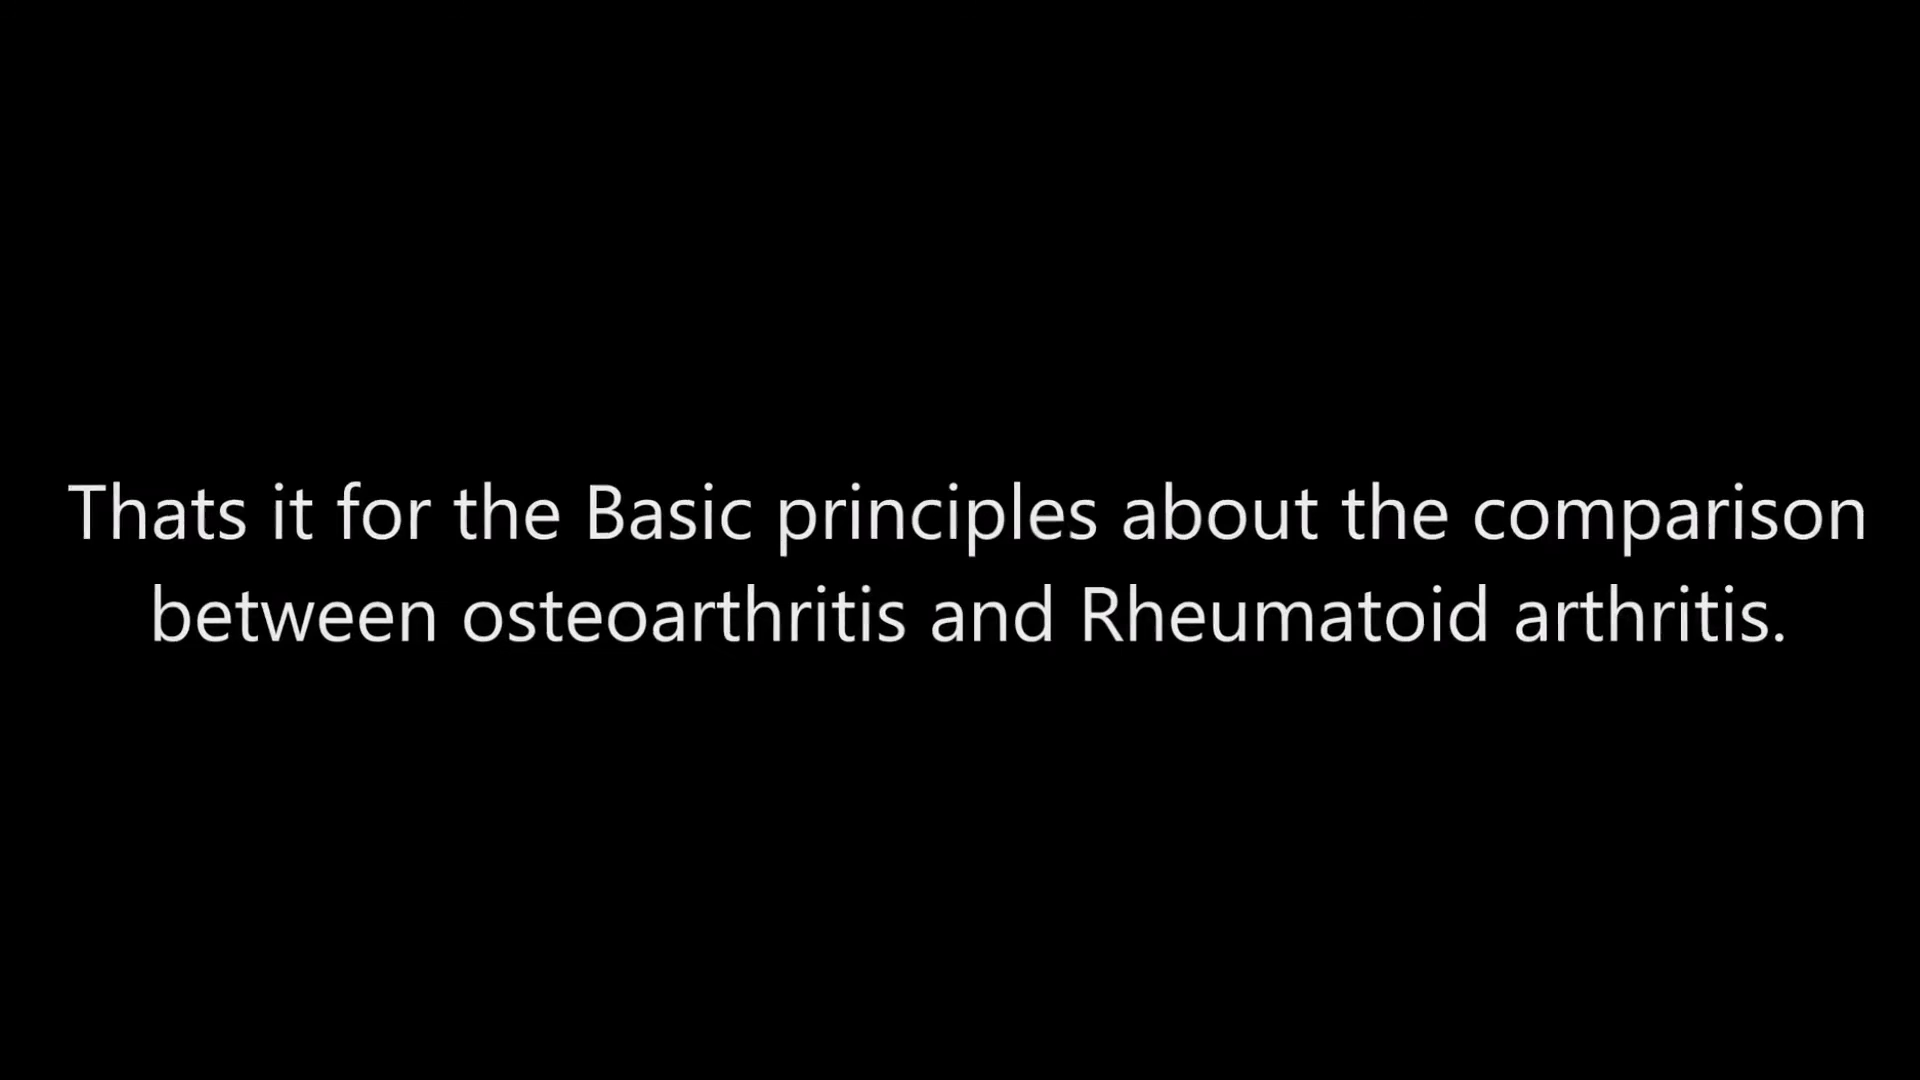 Thats it for the Basic principles about the comparison
between osteoarthritis and Rheumatoid arthritis.